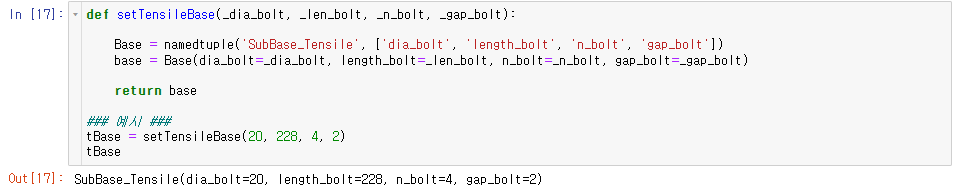 In [17]:
def setTensileBase(_dia_bolt, _len_bolt, _n_bolt, _gap_bolt):
Base = namedtuple('SubBase_Tensile', ['dia_bolt', 'length_bolt', 'n_bolt', 'gap_bolt'])
base = Base(dia_bolt=_dia_bolt, length_bolt=_len_bolt, n_bolt=_n_bolt, gap_bolt=_gap_bolt)
return base
### 예시 ###
tBase = setTensileBase(20, 228, 4, 2)
tBase
Out[17]: SubBase_Tensile(dia_bolt=20, length_bolt=228, n_bolt=4, gap_bolt=2)